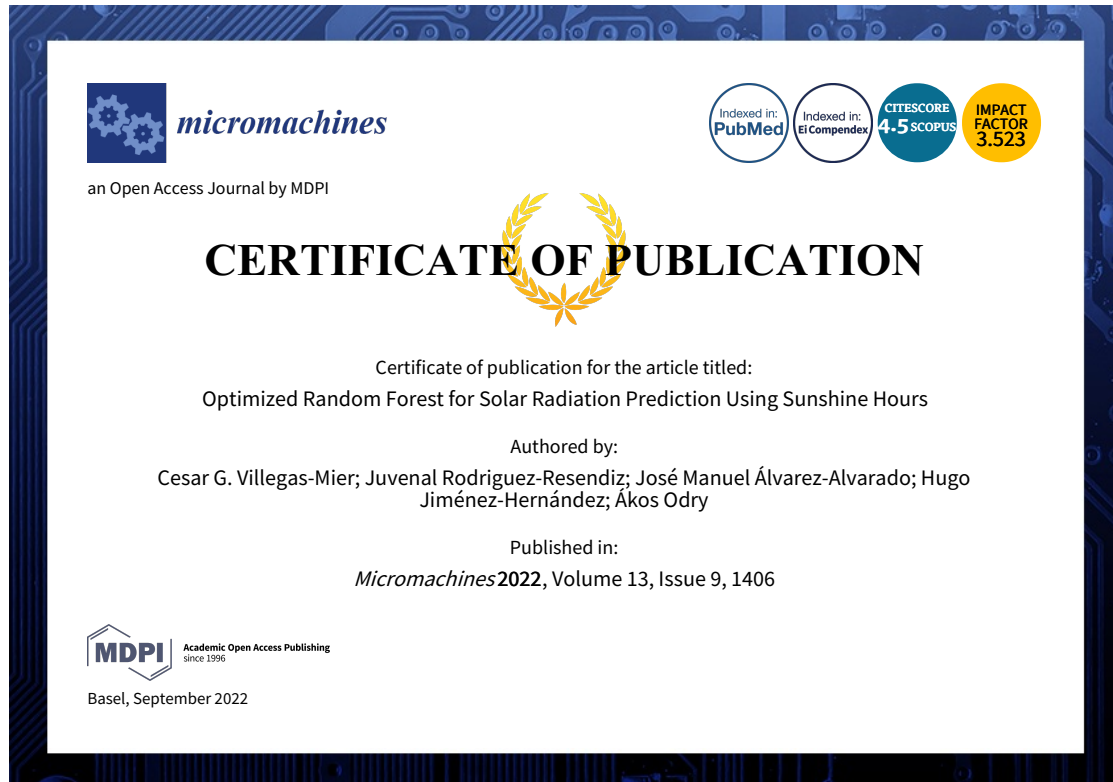 micromachines
an Open Access Journal by MDPI
Indexed in:
PubMed
Indexed in:
Ei Compendex
CITESCORE
4.5 SCOPUS
IMPACT
FACTOR
3.523
CERTIFICATE OF PUBLICATION
Certificate of publication for the article titled:
Optimized Random Forest for Solar Radiation Prediction Using Sunshine Hours
Authored by:
Cesar G. Villegas-Mier; Juvenal Rodriguez-Resendiz; José Manuel Álvarez-Alvarado; Hugo
Jiménez-Hernández; Ákos Odry
Published in:
Micromachines 2022, Volume 13, Issue 9, 1406
MDPI
Academic Open Access Publishing
since 1996
Basel, September 2022